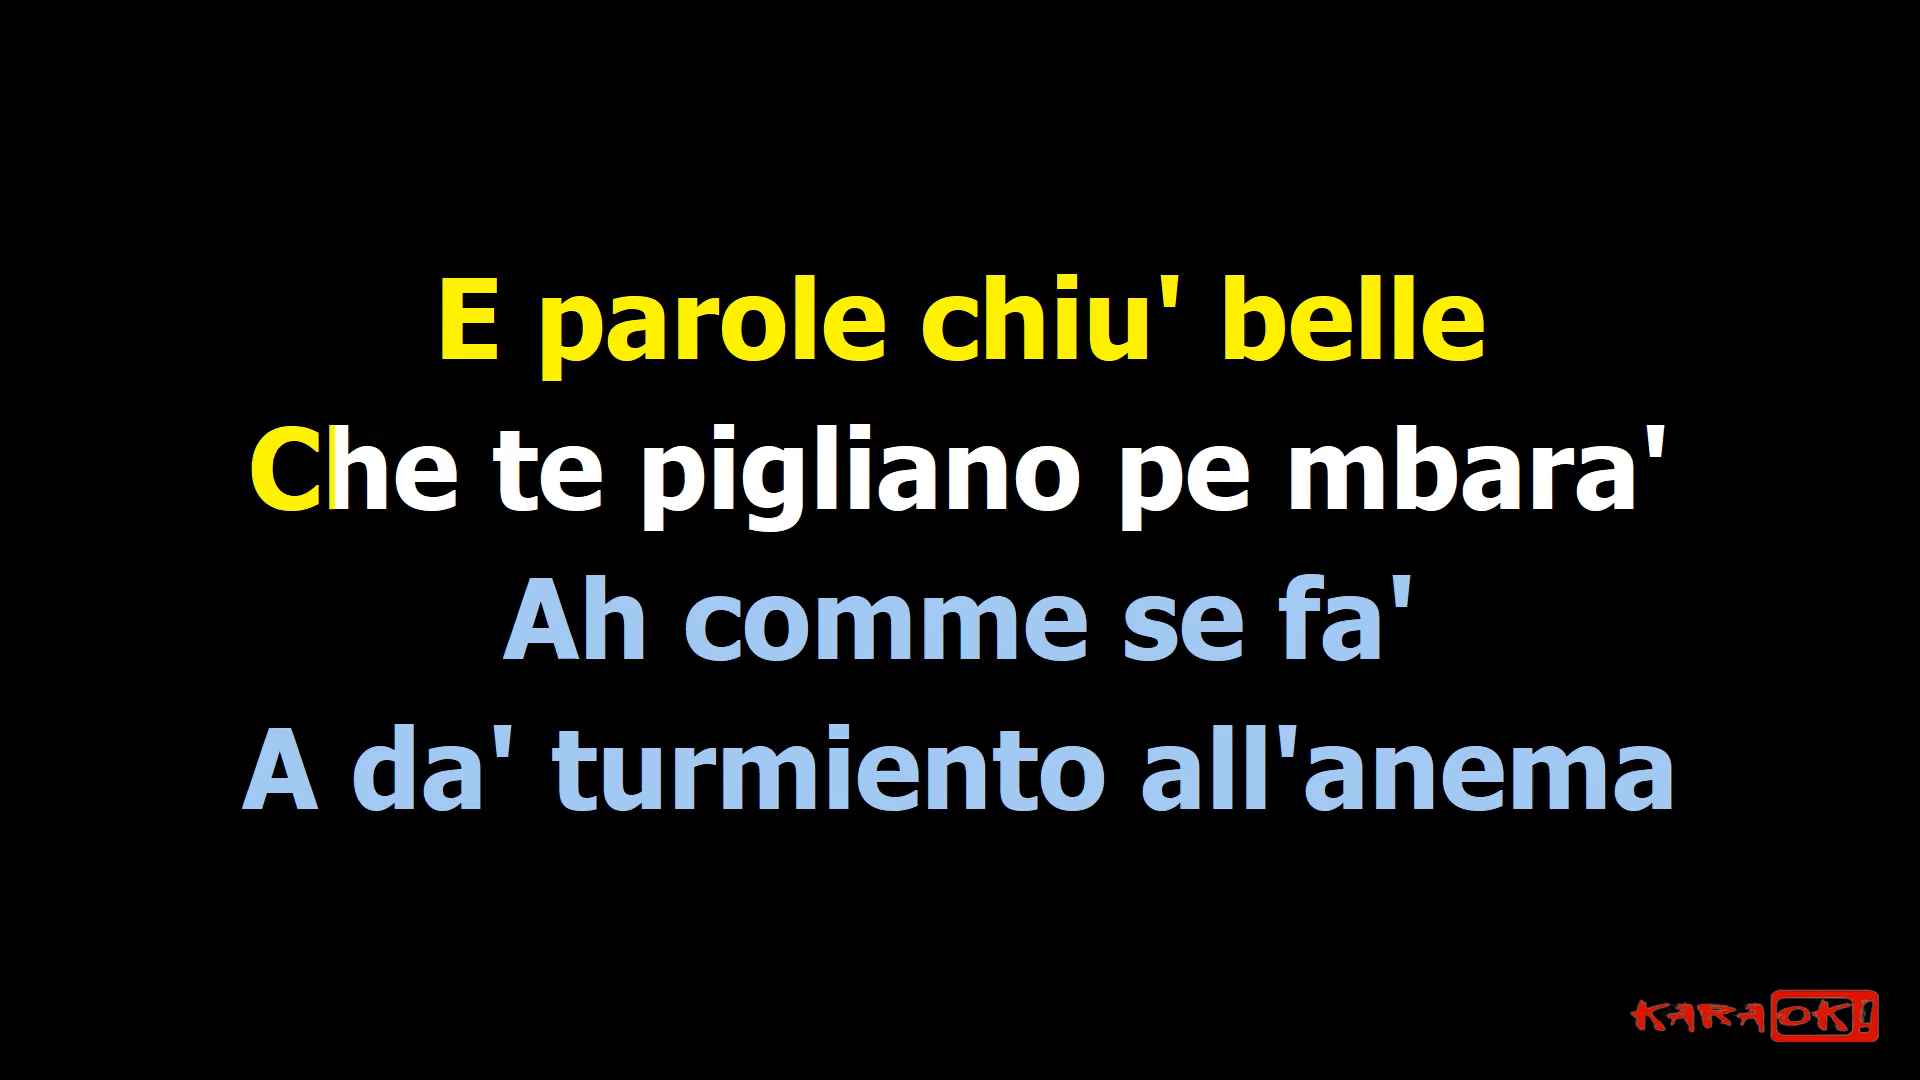 E parole chiu' belle
Che te pigliano pe mbara'
Ah comme se fa'
A da' turmiento all'anema
KARAOK!